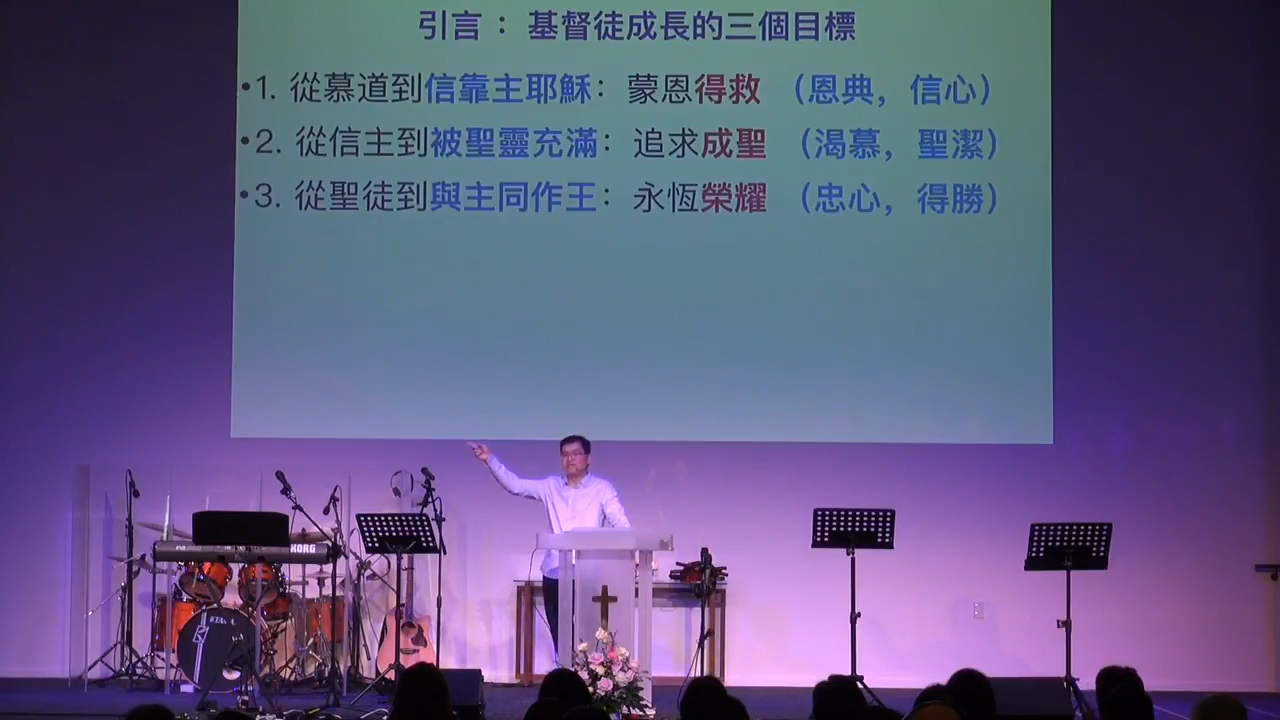 引言：基督徒成長的三個目標
•1. 從慕道到信靠主耶穌：蒙恩得救（恩典，信心）
•2. 從信主到被聖靈充滿：追求成聖（渴慕，聖潔）
•3. 從聖徒到與主同作王：永恆榮耀（忠心，得勝）
KORG